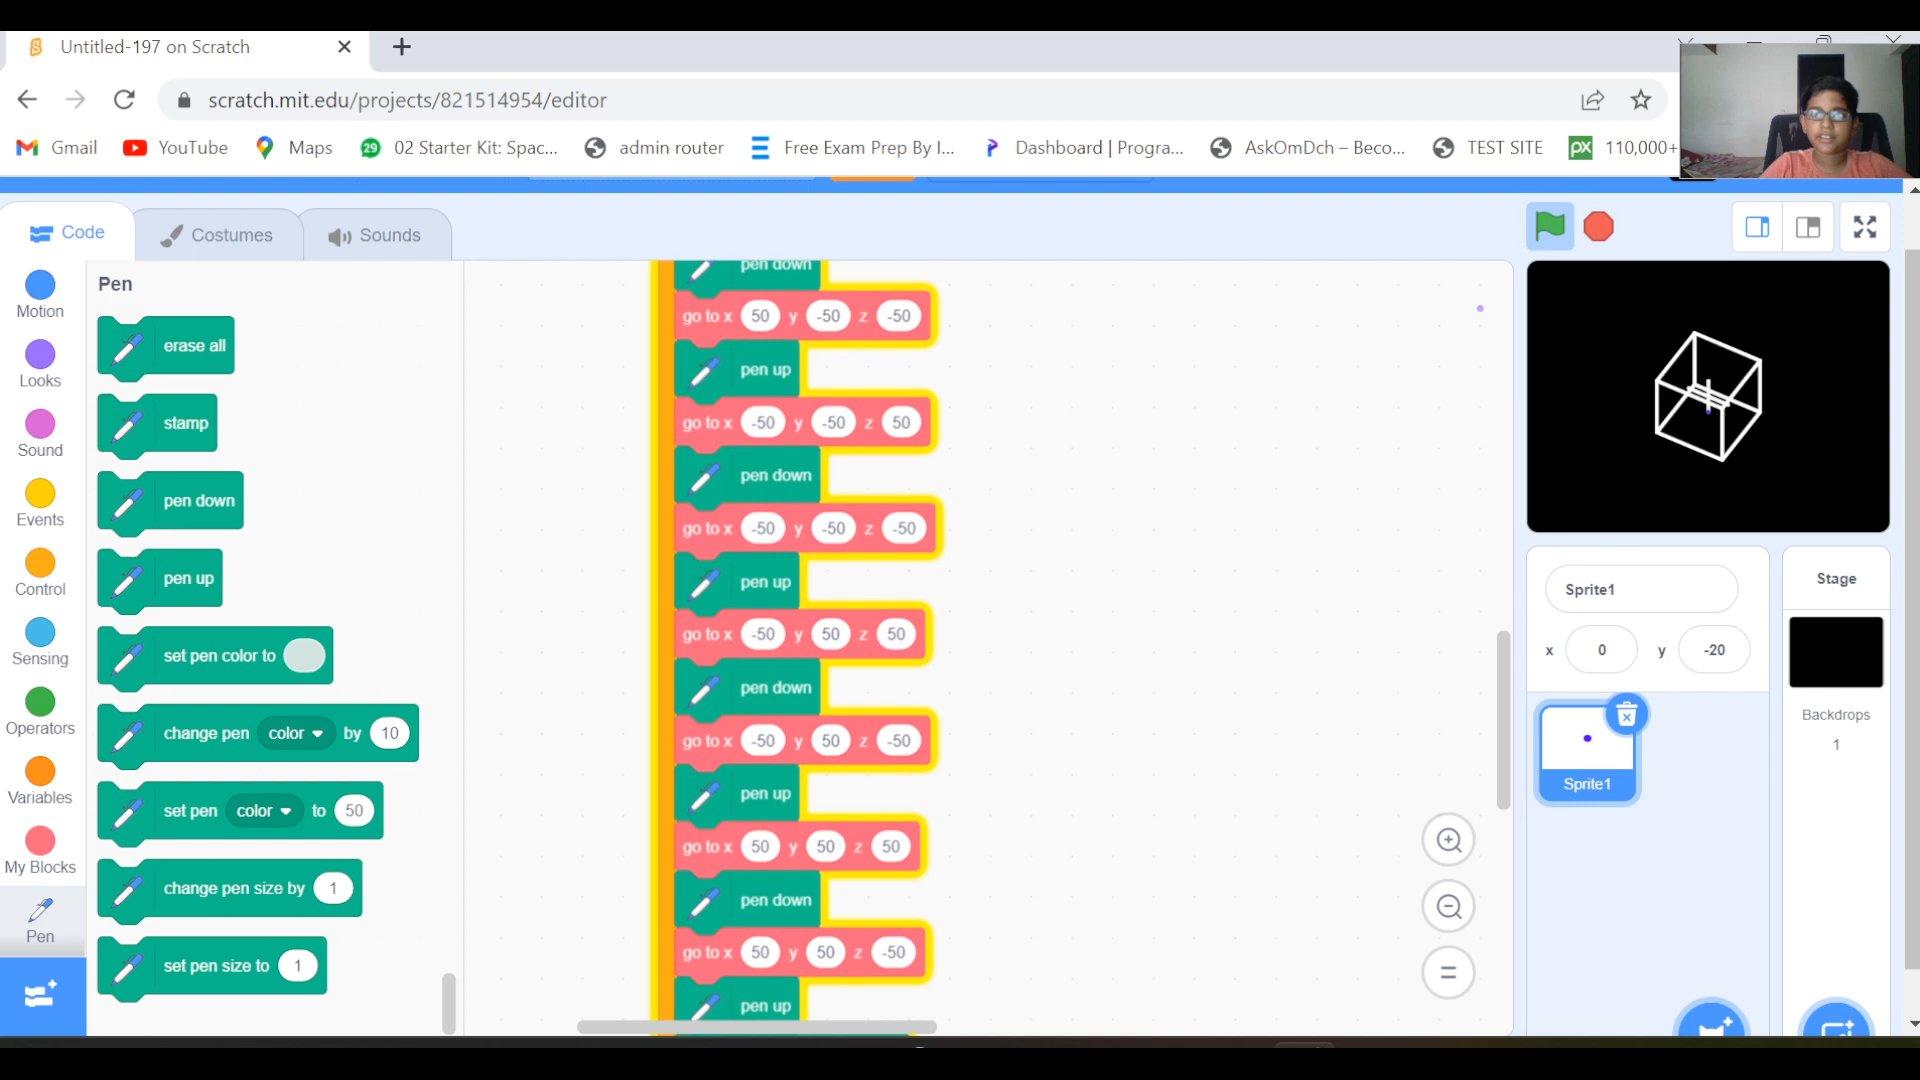 Untitled-197 on Scratch
scratch.mit.edu/projects/821514954/editor
Gmail
YouTube
Maps
29
02 Starter Kit: Spac...
admin router
Free Exam Prep By I...
Dashboard | Progra...
AskOmDch – Beco...
TEST SITE
px
110,000+
Code
Costumes
Sounds
Motion
Looks
Sound
Events
Control
Sensing
Operators
Variables
My Blocks
Pen
Pen
erase all
stamp
pen down
pen up
set pen color to
change pen color by 10
set pen color to 50
change pen size by 1
set pen size to 1
pen down
go to x 50 y -50 z -50
pen up
go to x -50 y -50 z 50
pen down
go to x -50 y -50 z -50
pen up
go to x -50 y 50 z 50
pen down
go to x -50 y 50 z -50
pen up
go to x 50 y 50 z 50
pen down
go to x 50 y 50 z -50
pen up
Sprite1
x 0 y -20
Sprite1
Stage
Backdrops
1